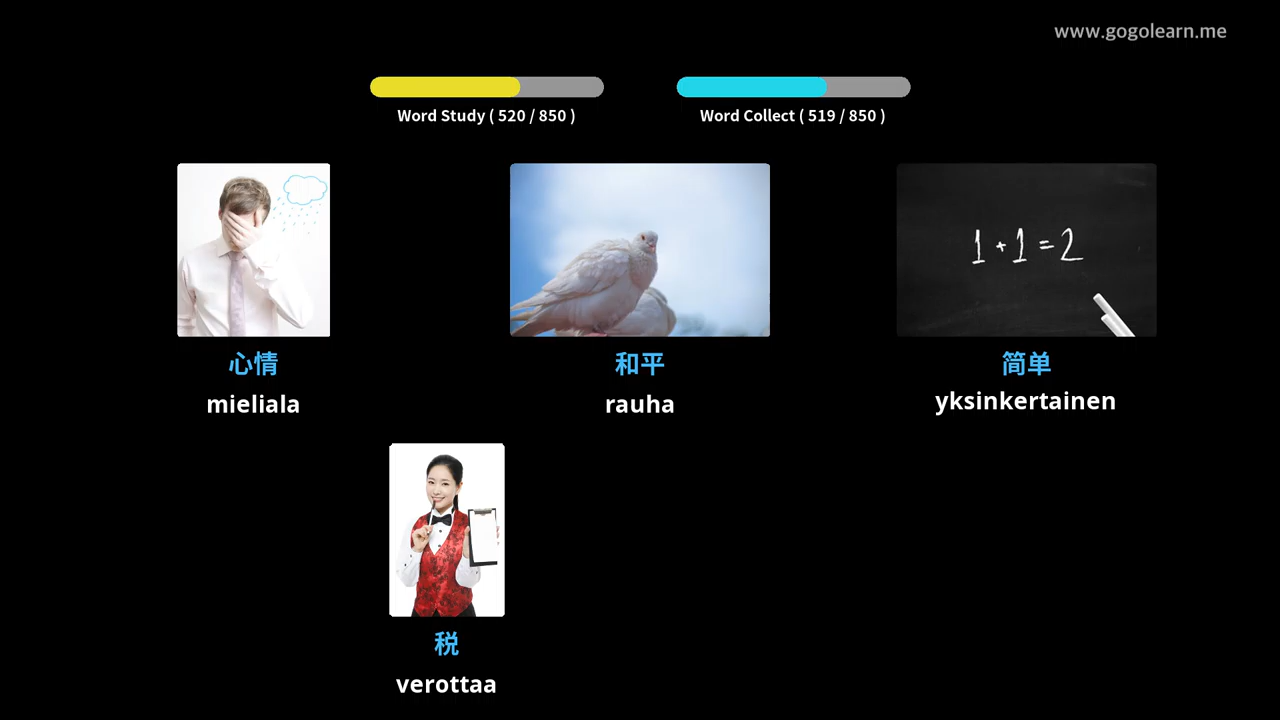 www.gogolearn.me
Word Study ( 520 / 850 )
Word Collect ( 519 / 850 )
1 + 1 = 2
心情
mieliala
和平
rauha
简单
yksinkertainen
税
verottaa